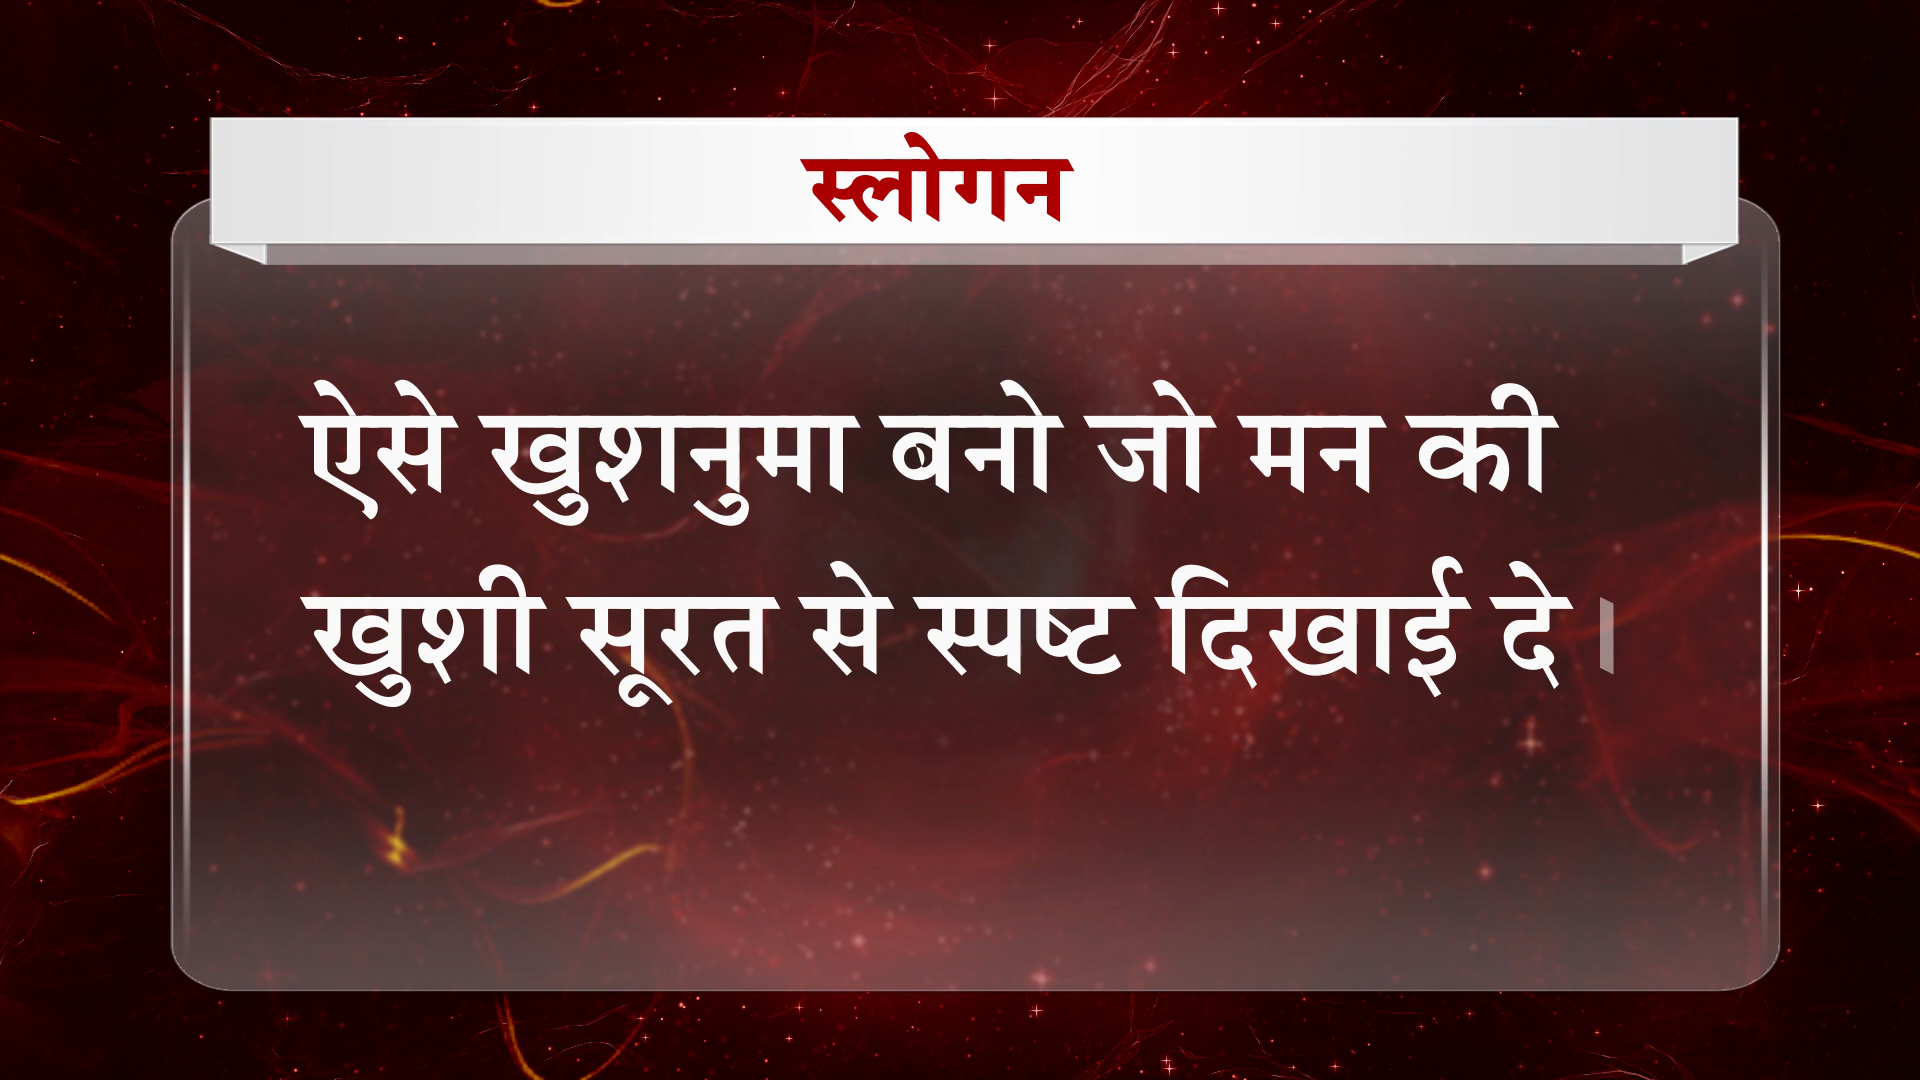 स्लोगन
ऐसे खुशनुमा बनो जो मन की
खुशी सूरत से स्पष्ट दिखाई दे।